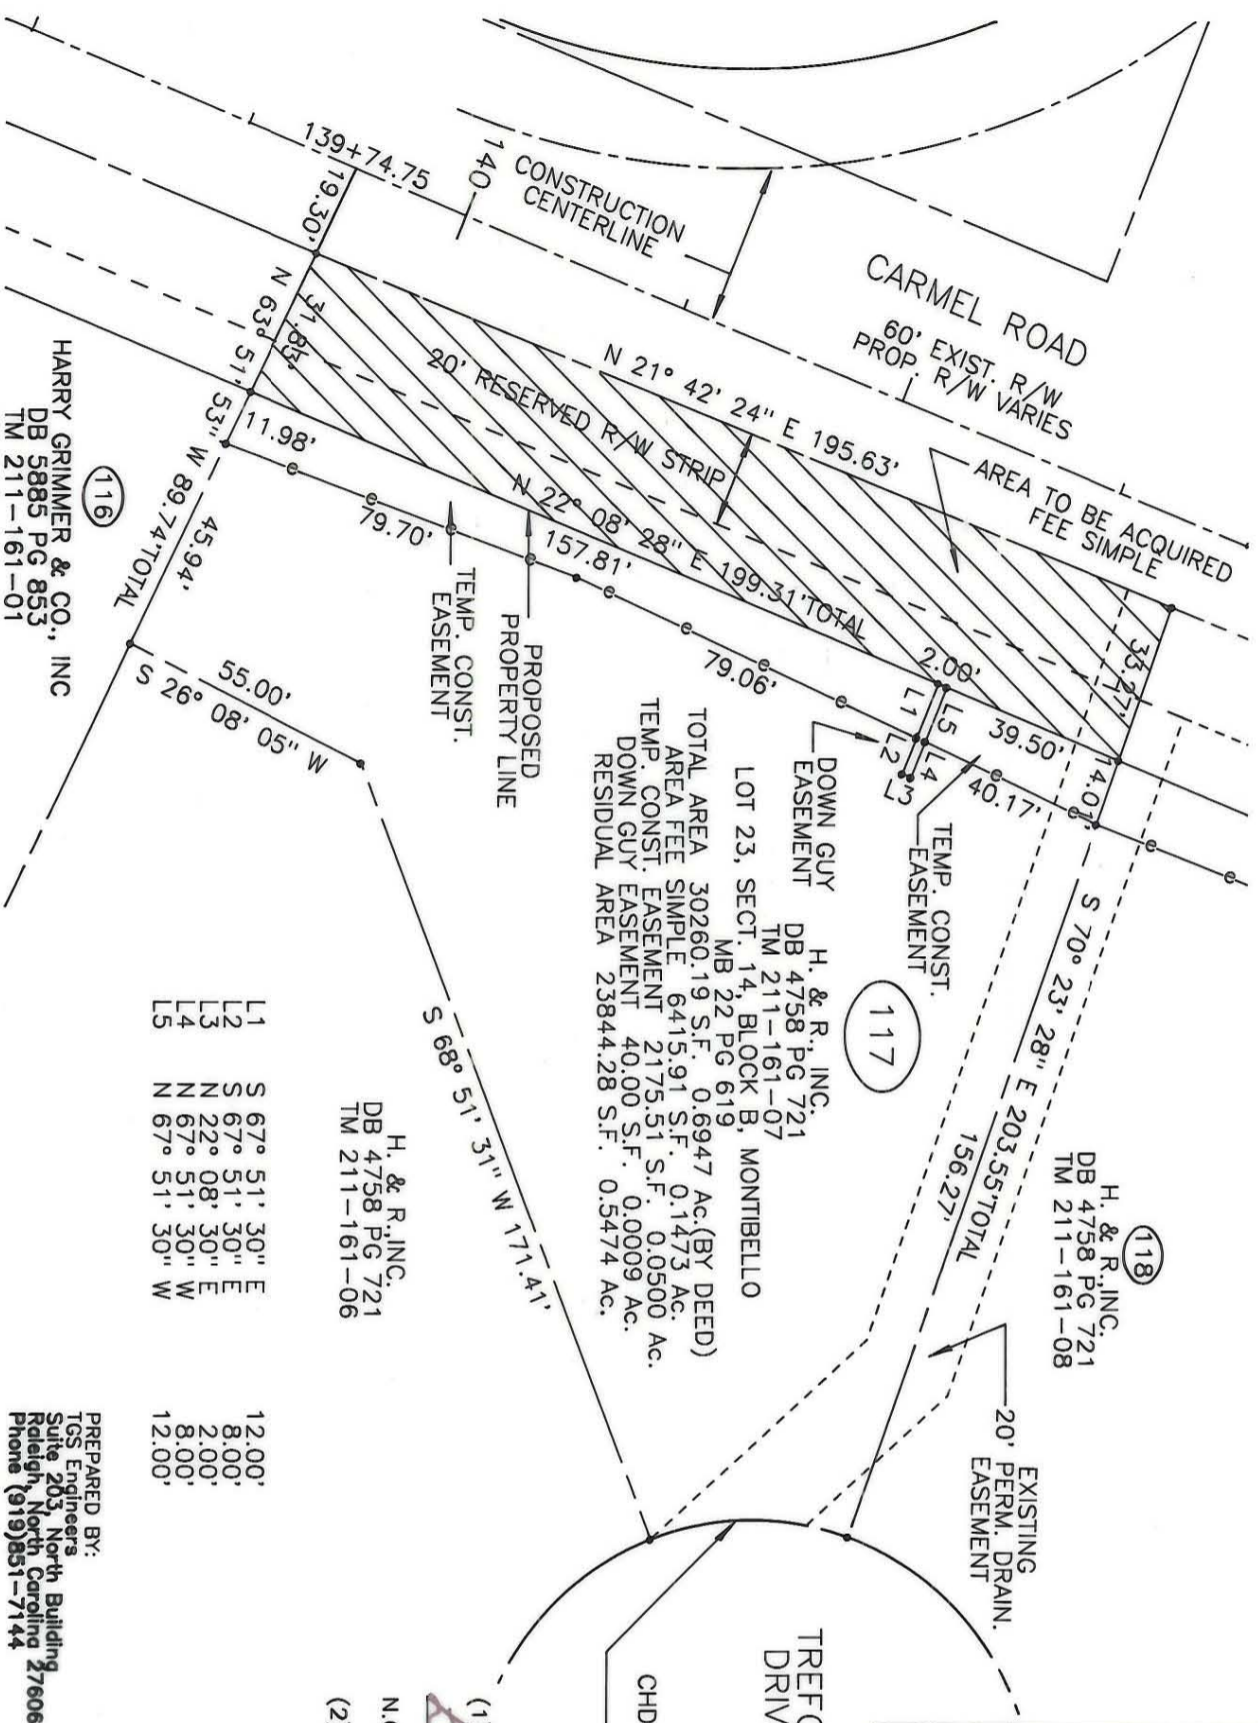 CARMEL ROAD
60' EXIST. R/W
PROP. R/W VARIES
CONSTRUCTION
CENTERLINE
140
139+74.75
19.30'
AREA TO BE ACQUIRED
FEE SIMPLE
N 21° 42' 24" E 195.63'
20' RESERVED R/W STRIP
31.85'
33.27'
N 22° 08' 28" E 199.31'TOTAL
157.81'
2.00'
39.50'
14.01'
11.98'
79.70'
79.06'
40.17'
N 63° 51' 53" W 89.74'TOTAL
45.94'
L1
L5
L2
L4
L3
TEMP. CONST.
EASEMENT
PROPOSED
PROPERTY LINE
DOWN GUY
EASEMENT
TEMP. CONST.
EASEMENT
116
HARRY GRIMMER & CO., INC
DB 5885 PG 853
TM 211-161-01
55.00'
S 26° 08' 05" W
117
H. & R., INC.
DB 4758 PG 721
TM 211-161-07
LOT 23, SECT. 14, BLOCK B, MONTIBELLO
MB 22 PG 619
TOTAL AREA 30260.19 S.F. 0.6947 Ac.(BY DEED)
AREA FEE SIMPLE 6415.91 S.F. 0.1473 Ac.
TEMP. CONST. EASEMENT 2175.51 S.F. 0.0500 Ac.
DOWN GUY EASEMENT 40.00 S.F. 0.0009 Ac.
RESIDUAL AREA 23844.28 S.F. 0.5474 Ac.
S 70° 23' 28" E 203.55'TOTAL
156.27'
118
H. & R.,INC.
DB 4758 PG 721
TM 211-161-08
EXISTING
20' PERM. DRAIN.
EASEMENT
S 68° 51' 31" W 171.41'
H. & R.,INC.
DB 4758 PG 721
TM 211-161-06
L1 S 67° 51' 30" E 12.00'
L2 S 67° 51' 30" E 8.00'
L3 N 22° 08' 30" E 2.00'
L4 N 67° 51' 30" W 8.00'
L5 N 67° 51' 30" W 12.00'
CHD
(1
N.
(2
PREPARED BY:
TGS Engineers
Suite 203, North Building
Raleigh, North Carolina 27606
Phone (919)851-7144